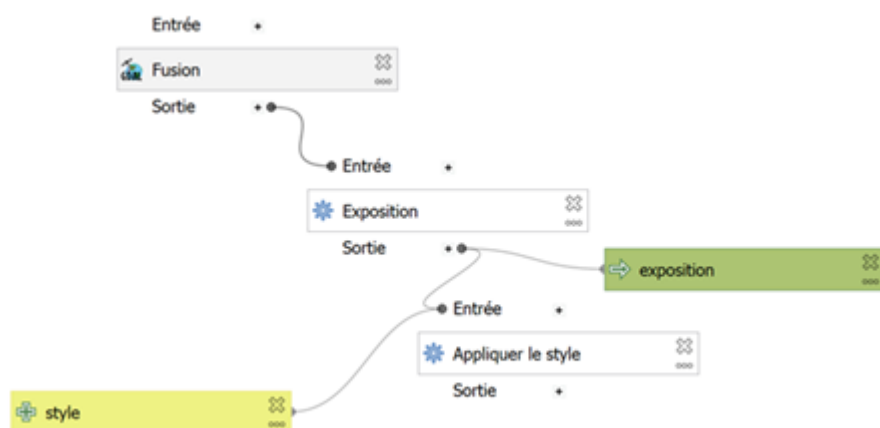 Entrée
Fusion
Sortie
Entrée
Exposition
Sortie
exposition
Entrée
Appliquer le style
Sortie
style